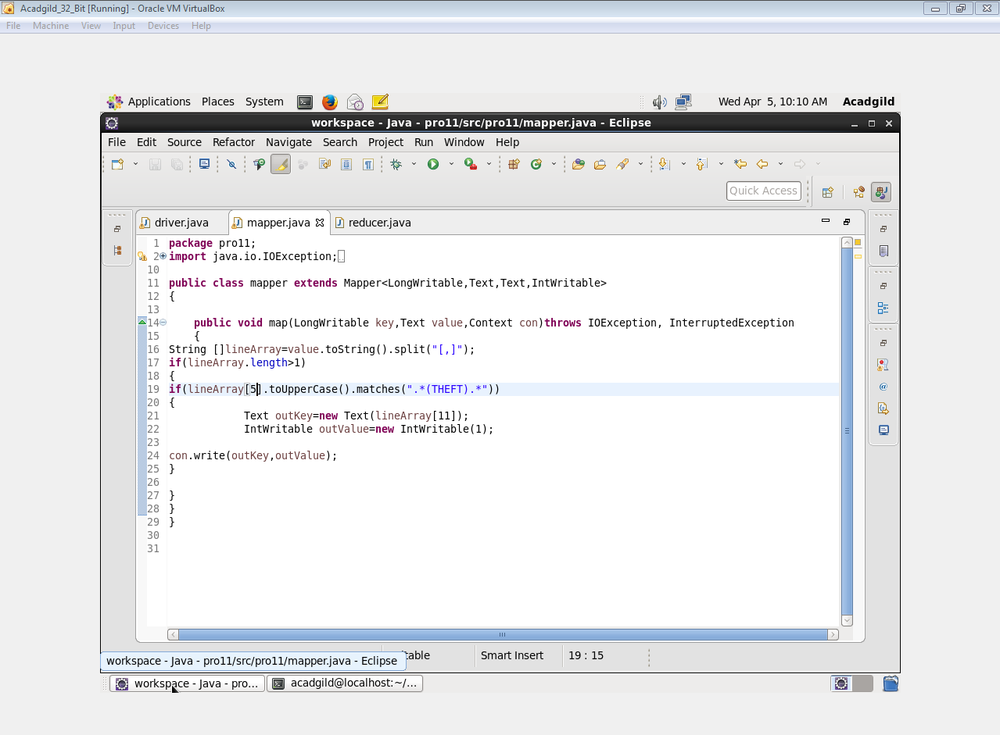 Acadgild_32_Bit [Running] - Oracle VM VirtualBox
File Machine View Input Devices Help
Applications Places System Wed Apr 5, 10:10 AM Acadgild
workspace - Java - pro11/src/pro11/mapper.java - Eclipse
File Edit Source Refactor Navigate Search Project Run Window Help
Quick Access
driver.java mapper.java reducer.java
1 package pro11;
2 import java.io.IOException;
10
11 public class mapper extends Mapper<LongWritable,Text,Text,IntWritable>
12 {
13
14 public void map(LongWritable key,Text value,Context con)throws IOException, InterruptedException
15 {
16 String []lineArray=value.toString().split("[,]");
17 if(lineArray.length>1)
18 {
19 if(lineArray[5].toUpperCase().matches(".*(THEFT).*"))
20 {
21 Text outKey=new Text(lineArray[11]);
22 IntWritable outValue=new IntWritable(1);
23
24 con.write(outKey,outValue);
25 }
26
27 }
28 }
29 }
30
31
Smart Insert 19 : 15
workspace - Java - pro11/src/pro11/mapper.java - Eclipse
workspace - Java - pro... acadgild@localhost:~/...